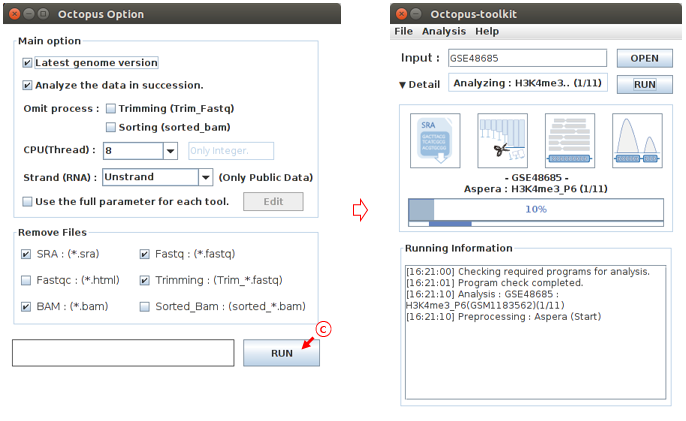 Octopus Option
Main option
Latest genome version
Analyze the data in succession.
Omit process : Trimming (Trim_Fastq)
Sorting (sorted_bam)
CPU(Thread) : 8 Only Integer.
Strand (RNA) : Unstrand (Only Public Data)
Use the full parameter for each tool. Edit
Remove Files
SRA : (*.sra) Fastq : (*.fastq)
Fastqc : (*.html) Trimming : (Trim_*.fastq)
BAM : (*.bam) Sorted_Bam : (sorted_*.bam)
C
RUN
Octopus-toolkit
File Analysis Help
Input : GSE48685 OPEN
▼ Detail Analyzing : H3K4me3.. (1/11) RUN
SRA
- GSE48685 -
Aspera : H3K4me3_P6 (1/11)
10%
Running Information
[16:21:00] Checking required programs for analysis.
[16:21:01] Program check completed.
[16:21:10] Analysis : GSE48685 :
H3K4me3_P6(GSM1183562)(1/11)
[16:21:10] Preprocessing : Aspera (Start)